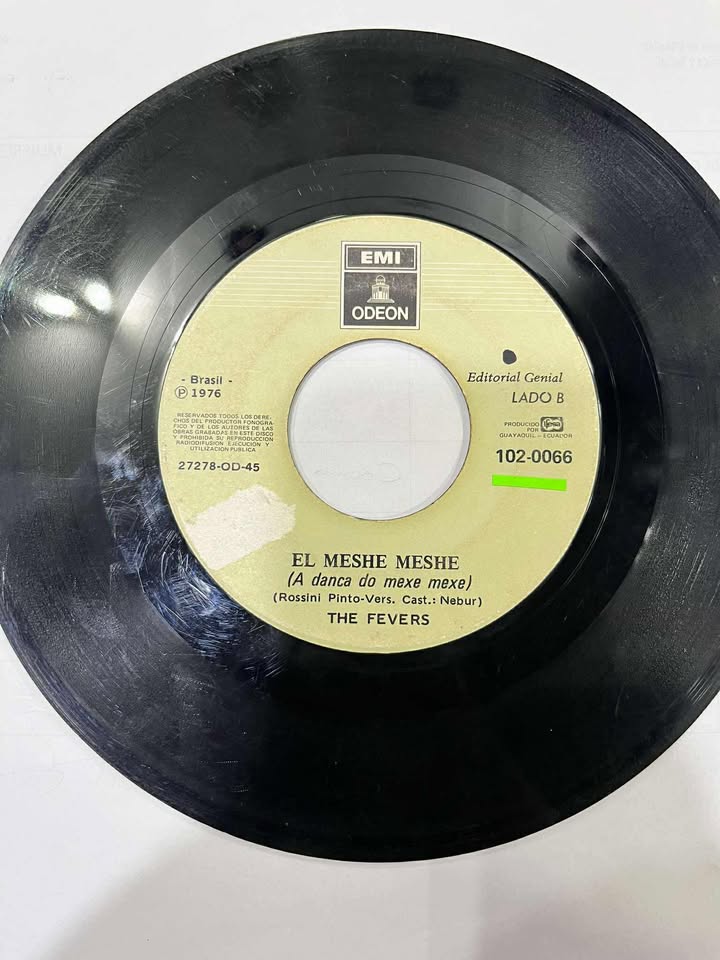 EMI
ODEON
- Brasil -
Ⓟ 1976
RESERVADOS TODOS LOS DERE-
CHOS DEL PRODUCTOR FONOGRA-
FICO Y DE LOS AUTORES DE LAS
OBRAS GRABADAS EN ESTE DISCO
Y PROHIBIDA SU REPRODUCCION
RADIODIFUSION EJECUCION Y
UTILIZACION PUBLICA
27278-OD-45
Editorial Genial
LADO B
PRODUCIDO
POR
GUAYAQUIL - ECUADOR
102-0066
EL MESHE MESHE
(A danca do mexe mexe)
(Rossini Pinto-Vers. Cast.: Nebur)
THE FEVERS